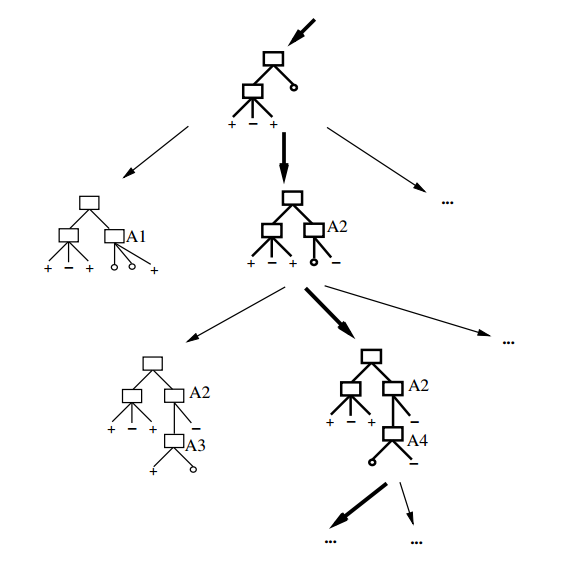 + − +
...
A1
A2
+ − + +
+ − + −
...
A2
A2
+ − + −
+ − + −
A3
A4
+
−
...
...